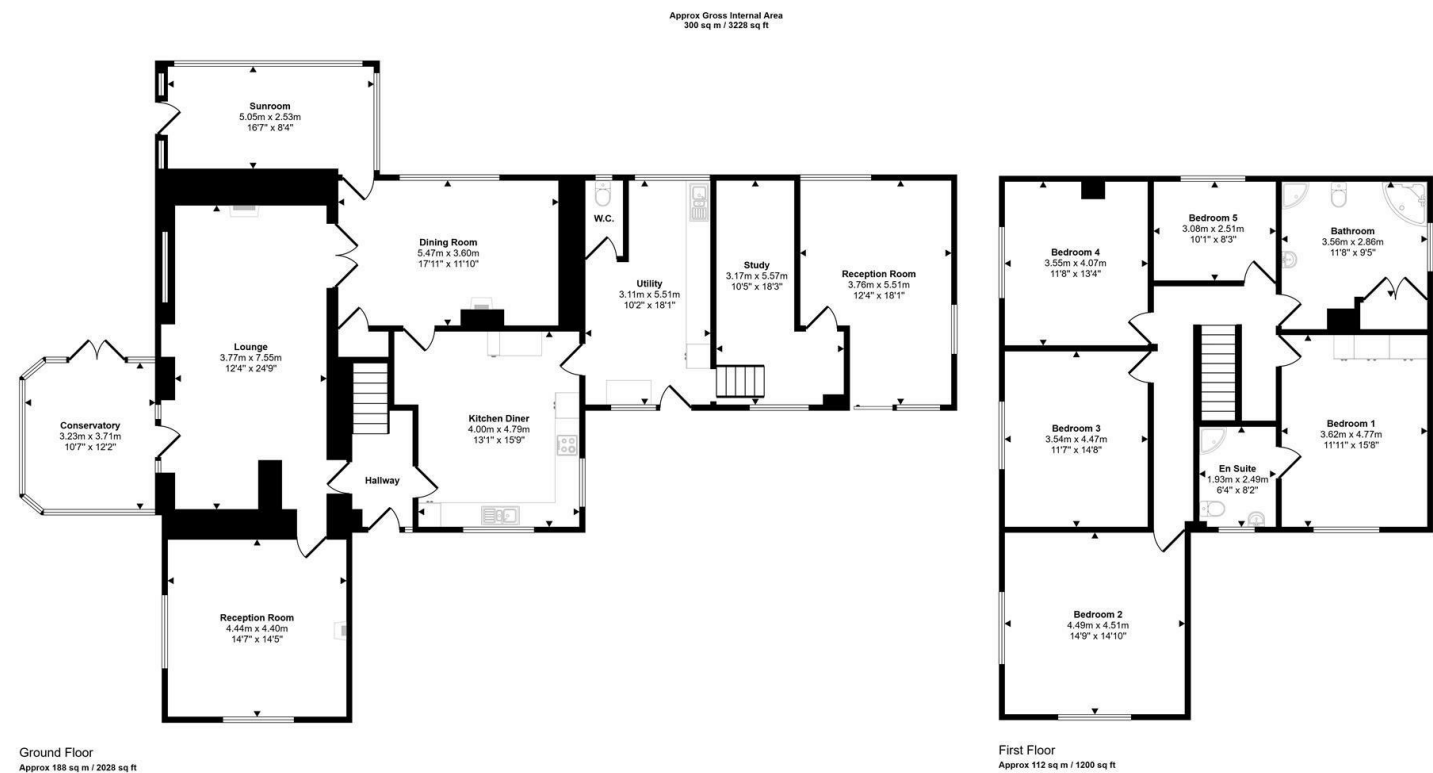 Approx Gross Internal Area
300 sq m / 3228 sq ft
Sunroom
5.05m x 2.53m
16'7" x 8'4"
Dining Room
5.47m x 3.60m
17'11" x 11'10"
W.C.
Utility
3.11m x 5.51m
10'2" x 18'1"
Study
3.17m x 5.57m
10'5" x 18'3"
Reception Room
3.76m x 5.51m
12'4" x 18'1"
Lounge
3.77m x 7.55m
12'4" x 24'9"
Conservatory
3.23m x 3.71m
10'7" x 12'2"
Kitchen Diner
4.00m x 4.79m
13'1" x 15'9"
Hallway
Reception Room
4.44m x 4.40m
14'7" x 14'5"
Ground Floor
Approx 188 sq m / 2028 sq ft
Bedroom 4
3.55m x 4.07m
11'8" x 13'4"
Bedroom 5
3.08m x 2.51m
10'1" x 8'3"
Bathroom
3.56m x 2.86m
11'8" x 9'5"
Bedroom 3
3.54m x 4.47m
11'7" x 14'8"
Bedroom 1
3.62m x 4.77m
11'11" x 15'8"
En Suite
1.93m x 2.49m
6'4" x 8'2"
Bedroom 2
4.49m x 4.51m
14'9" x 14'10"
First Floor
Approx 112 sq m / 1200 sq ft